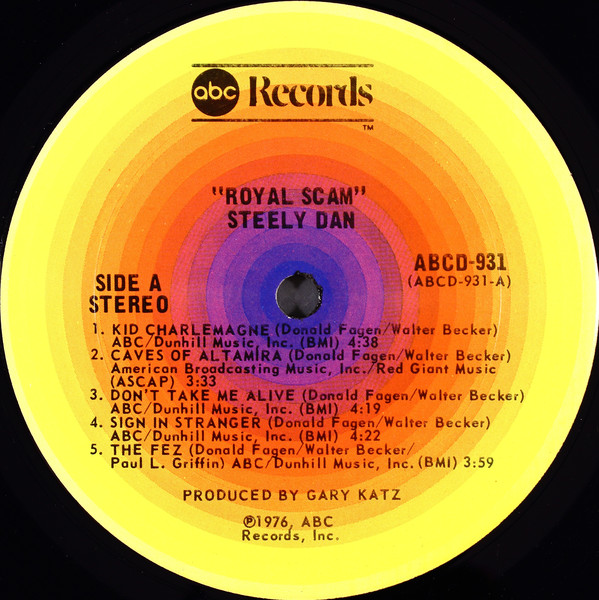 abc Records
TM
"ROYAL SCAM"
STEELY DAN
ABCD-931
(ABCD-931-A)
SIDE A
STEREO
1. KID CHARLEMAGNE (Donald Fagen/Walter Becker)
ABC/Dunhill Music, Inc. (BMI) 4:38
2. CAVES OF ALTAMIRA (Donald Fagen/Walter Becker)
American Broadcasting Music, Inc./Red Giant Music
(ASCAP) 3:33
3. DON'T TAKE ME ALIVE (Donald Fagen/Walter Becker)
ABC/Dunhill Music, Inc. (BMI) 4:19
4. SIGN IN STRANGER (Donald Fagen/Walter Becker)
ABC/Dunhill Music, Inc. (BMI) 4:22
5. THE FEZ (Donald Fagen/Walter Becker/
Paul L. Griffin) ABC/Dunhill Music, Inc. (BMI) 3:59
PRODUCED BY GARY KATZ
℗1976, ABC
Records, Inc.